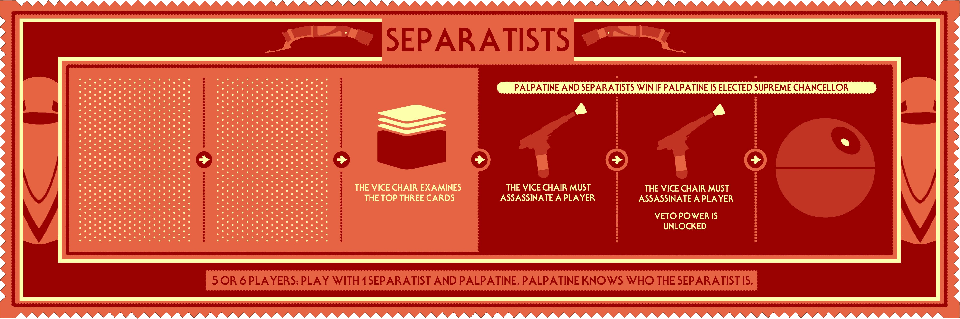 SEPARATISTS
PALPATINE AND SEPARATISTS WIN IF PALPATINE IS ELECTED SUPREME CHANCELLOR
THE VICE CHAIR EXAMINES
THE TOP THREE CARDS
THE VICE CHAIR MUST
ASSASSINATE A PLAYER
THE VICE CHAIR MUST
ASSASSINATE A PLAYER
VETO POWER IS
UNLOCKED
5 OR 6 PLAYERS: PLAY WITH 1 SEPARATIST AND PALPATINE. PALPATINE KNOWS WHO THE SEPARATIST IS.